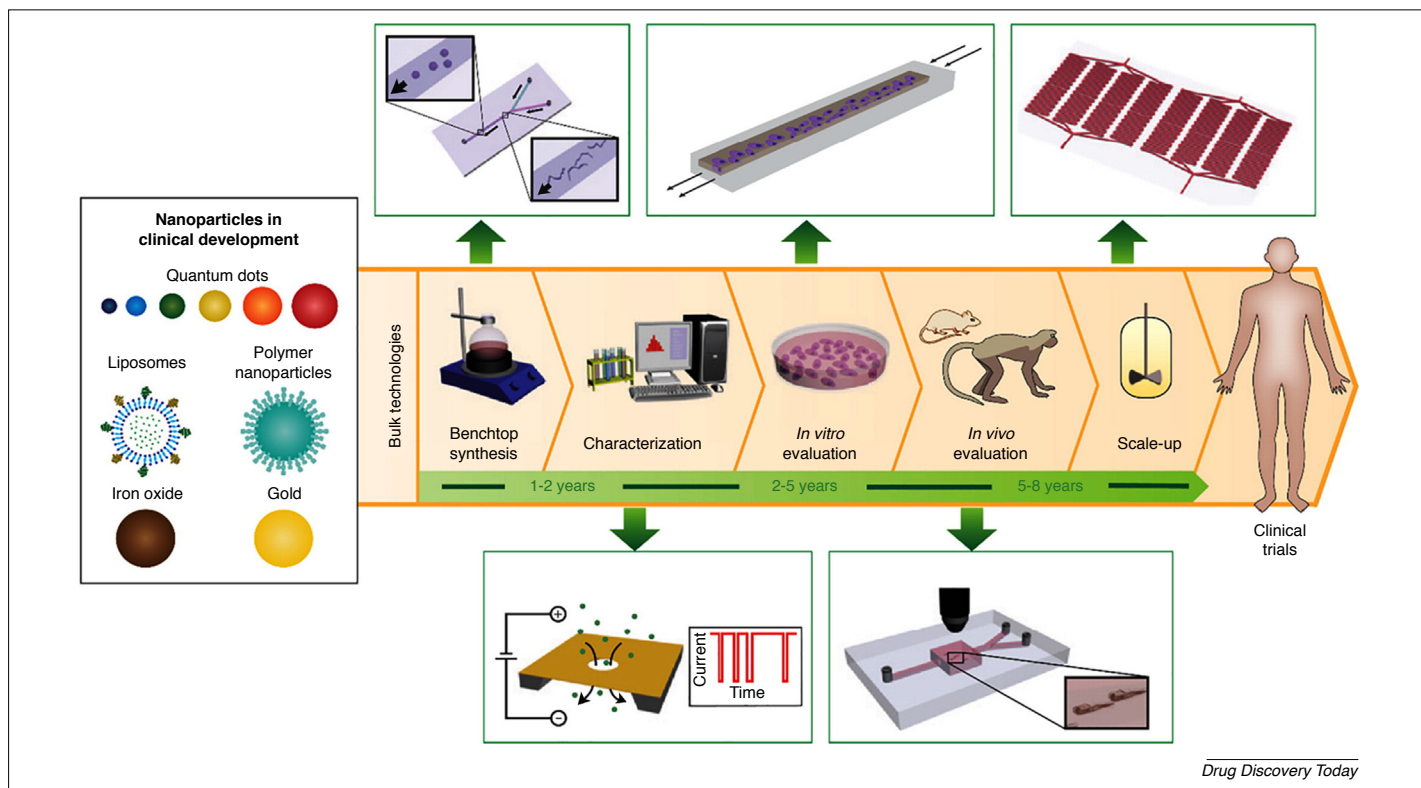 Nanoparticles in
clinical development
Quantum dots
Liposomes
Polymer
nanoparticles
Iron oxide
Gold
Bulk technologies
Benchtop
synthesis
Characterization
In vitro
evaluation
In vivo
evaluation
Scale-up
1-2 years
2-5 years
5-8 years
Clinical
trials
+
−
Current
Time
Drug Discovery Today